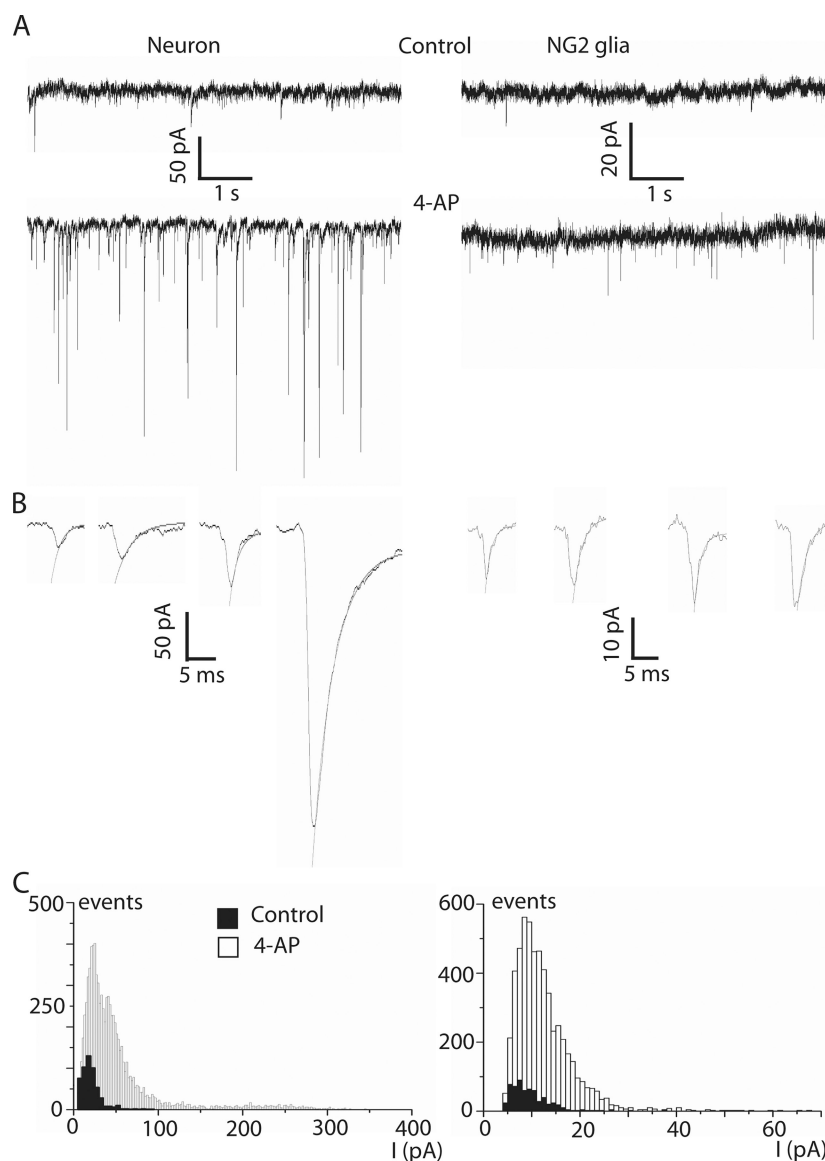 A
Neuron Control NG2 glia
50 pA
1 s
20 pA
1 s
4-AP
B
50 pA
5 ms
10 pA
5 ms
C
events
500
250
0
0 100 200 300 400
I (pA)
Control
4-AP
events
600
400
200
0
0 20 40 60
I (pA)